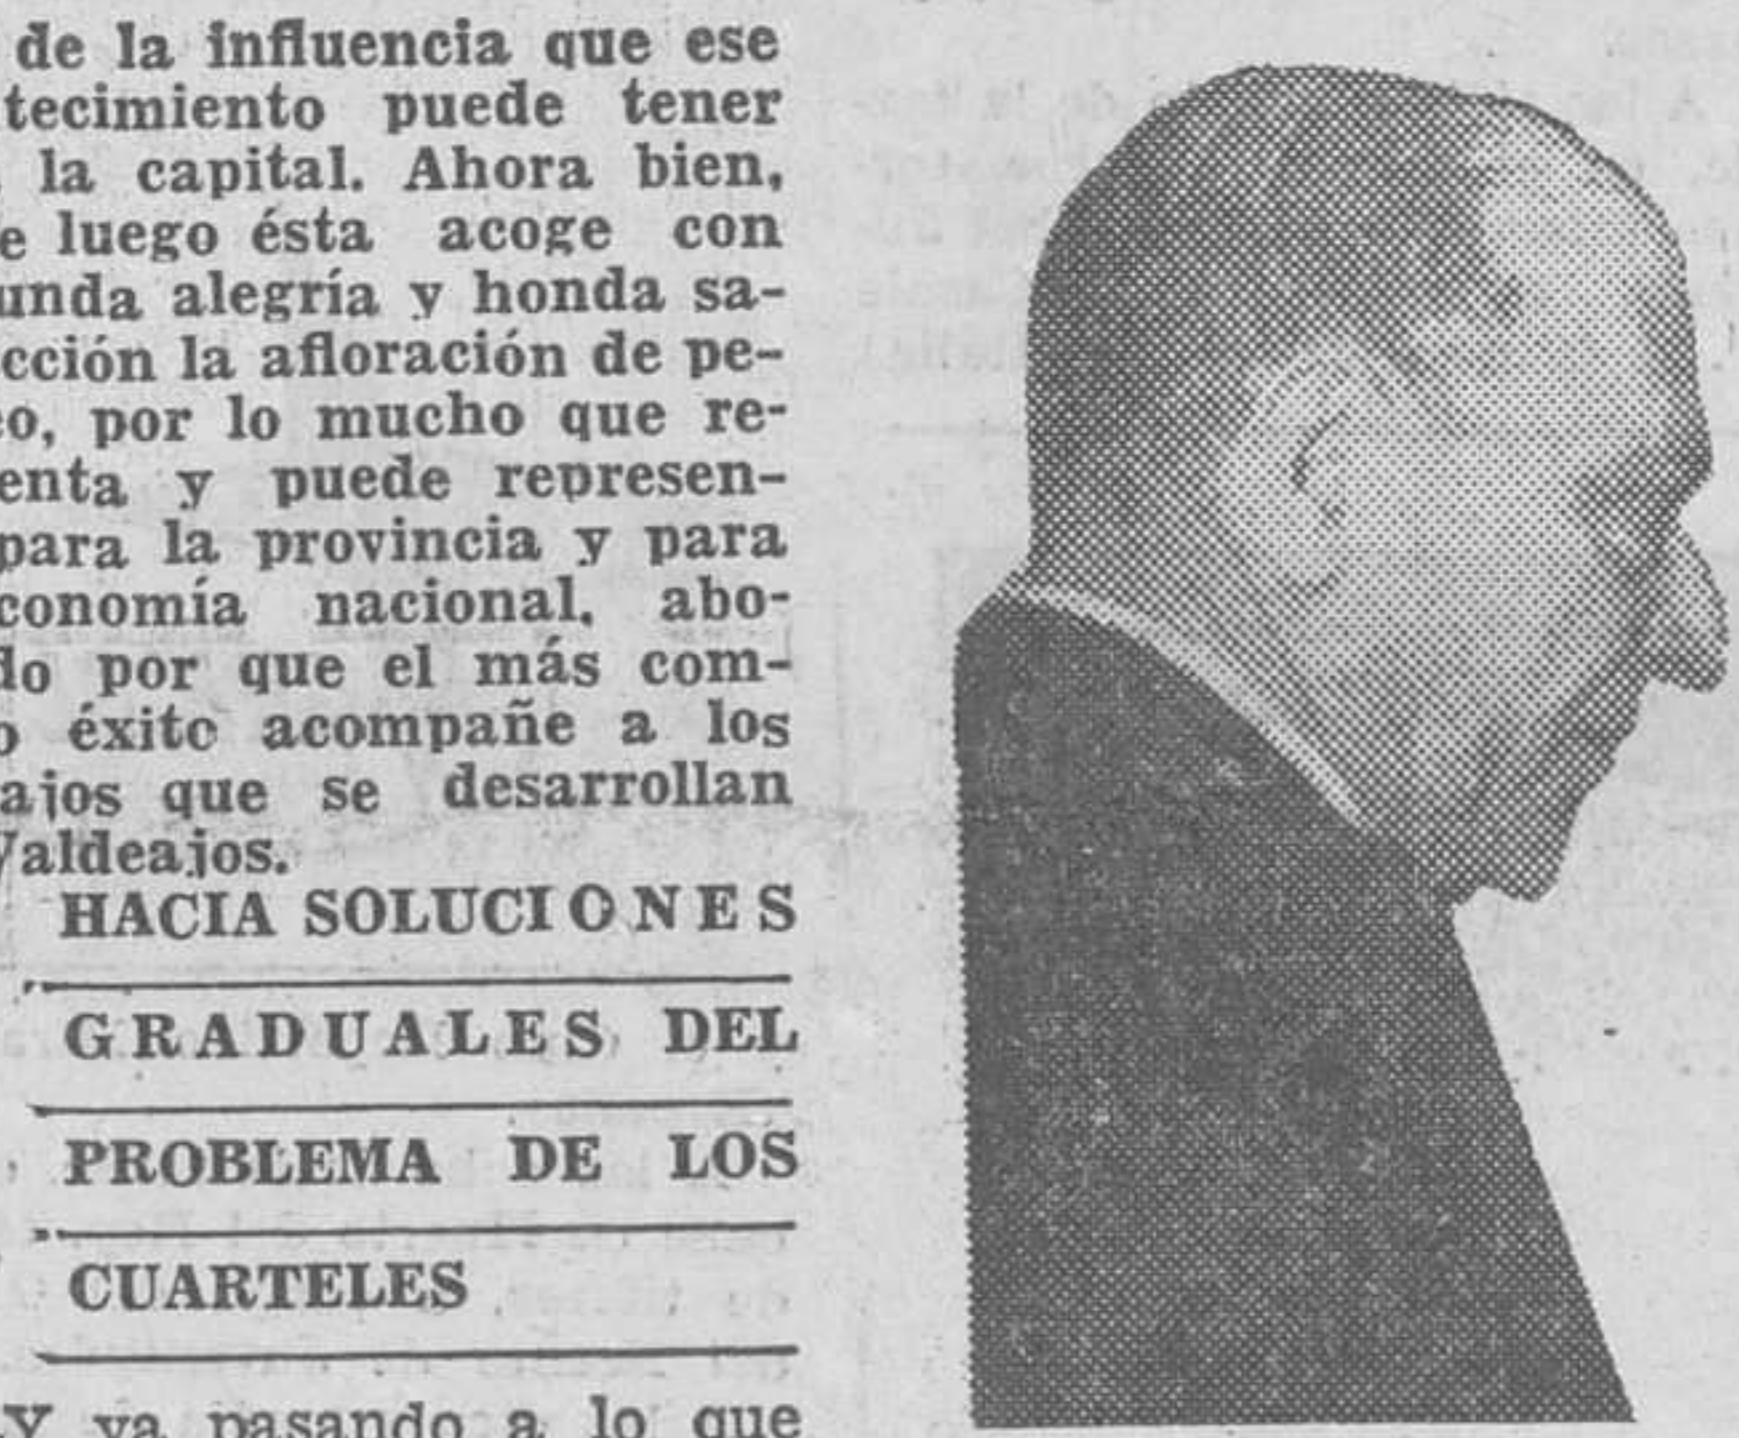 de la influencia que ese
tecimiento puede tener
la capital. Ahora bien,
e luego ésta acoge con
unda alegría y honda sa-
cción la afloración de pe-
eo, por lo mucho que re-
enta y puede represen-
para la provincia y para
conomía nacional, abo-
do por que el más com-
o éxito acompañe a los
ajos que se desarrollan
Valdeajos.
HACIA SOLUCIONES
GRADUALES DEL
PROBLEMA DE LOS
CUARTELES
Y va pasando a lo que